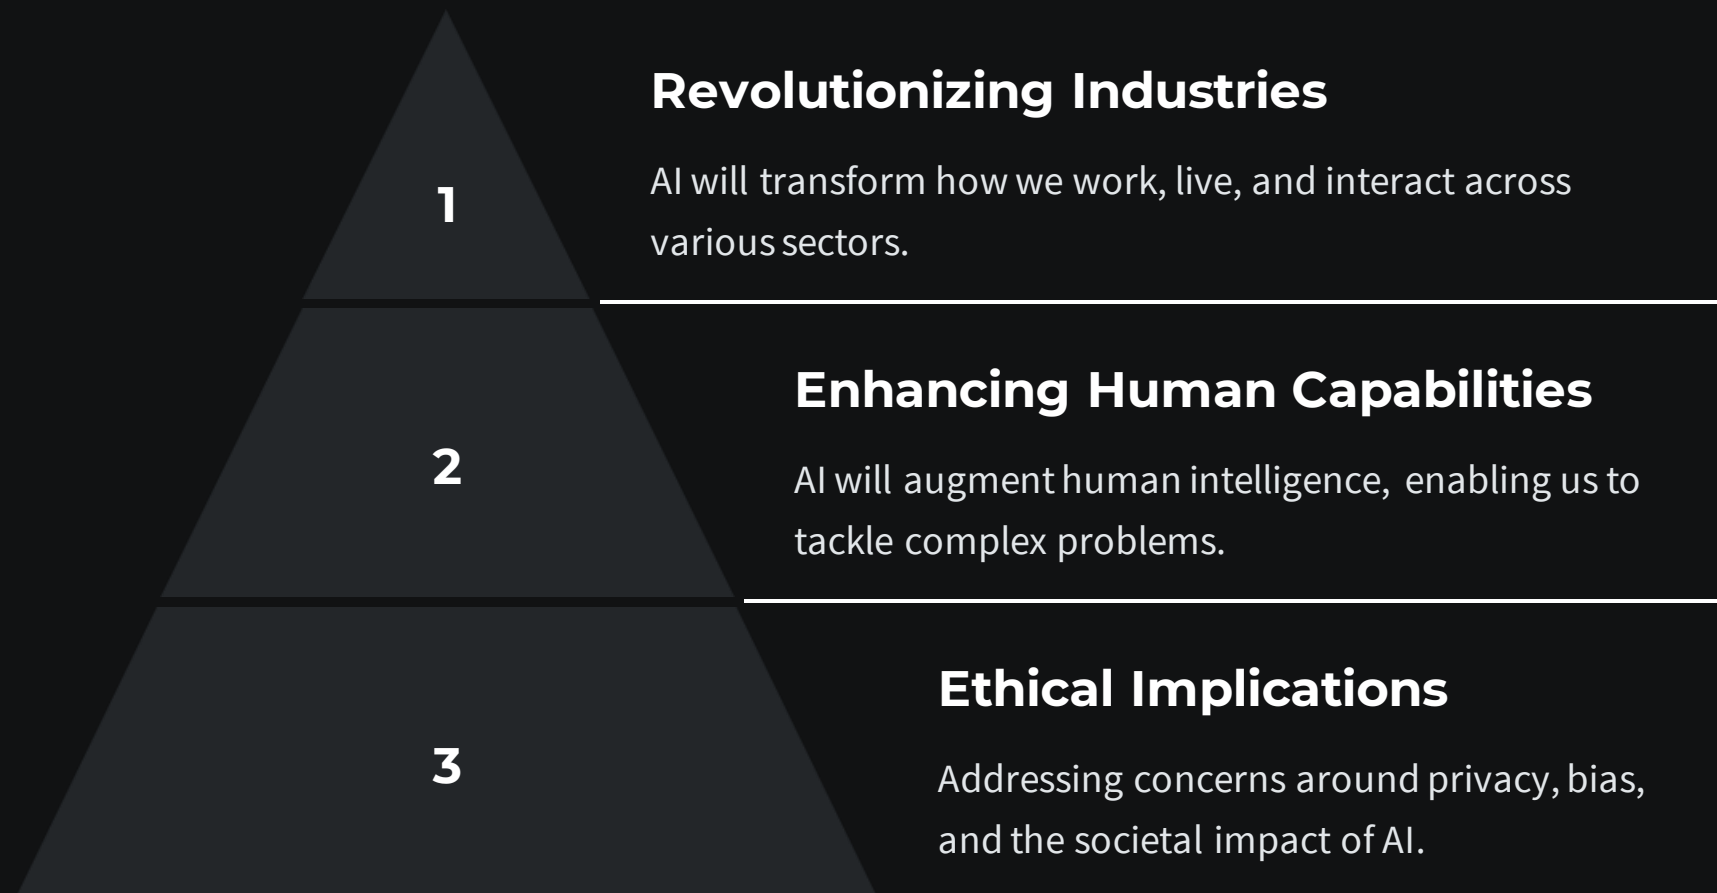 1
Revolutionizing Industries
AI will transform how we work, live, and interact across
various sectors.
2
Enhancing Human Capabilities
AI will augment human intelligence, enabling us to
tackle complex problems.
3
Ethical Implications
Addressing concerns around privacy, bias,
and the societal impact of AI.